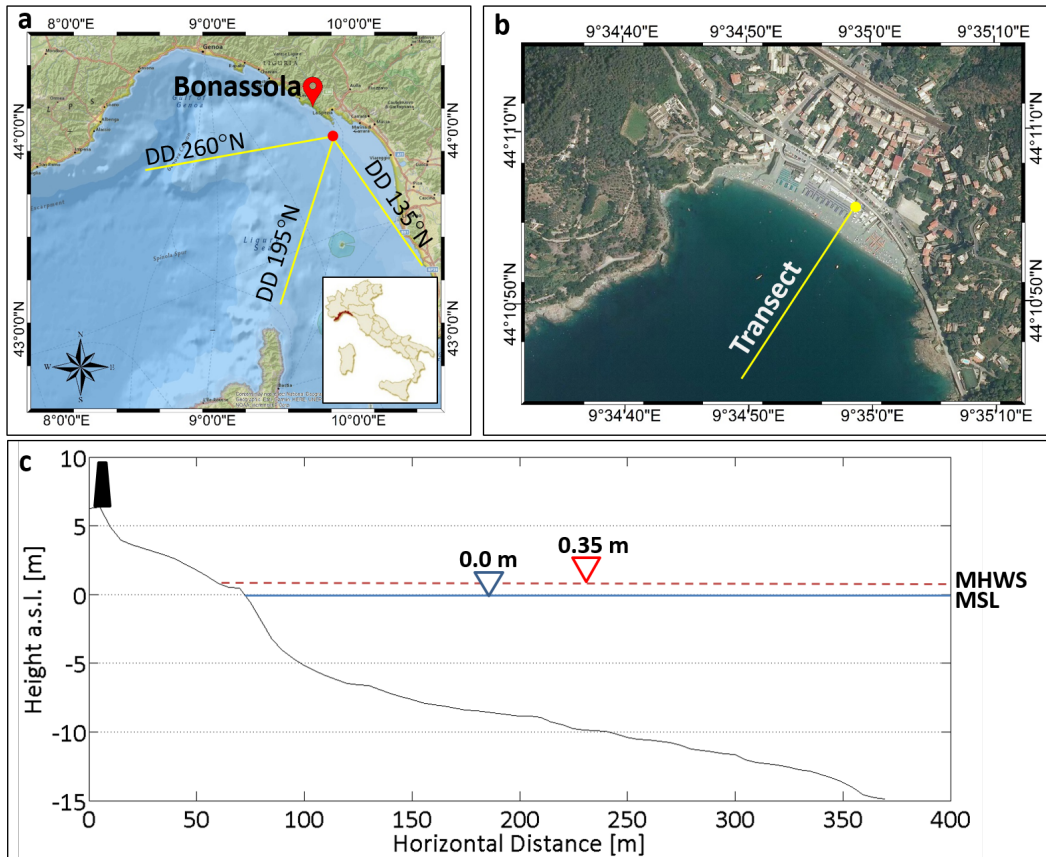 a
8°0'0"E
9°0'0"E
10°0'0"E
Genoa
LIGURIA
Bonassola
Gulf of
Genoa
44°0'0"N
44°0'0"N
DD 260°N
DD 195°N
DD 135°N
43°0'0"N
43°0'0"N
N
W
E
S
8°0'0"E
9°0'0"E
10°0'0"E
b
9°34'40"E
9°34'50"E
9°35'0"E
9°35'10"E
44°11'0"N
44°11'0"N
44°10'50"N
44°10'50"N
Transect
9°34'40"E
9°34'50"E
9°35'0"E
9°35'10"E
c
10
5
0
-5
-10
-15
Height a.s.l. [m]
0.0 m
0.35 m
MHWS
MSL
0
50
100
150
200
250
300
350
400
Horizontal Distance [m]